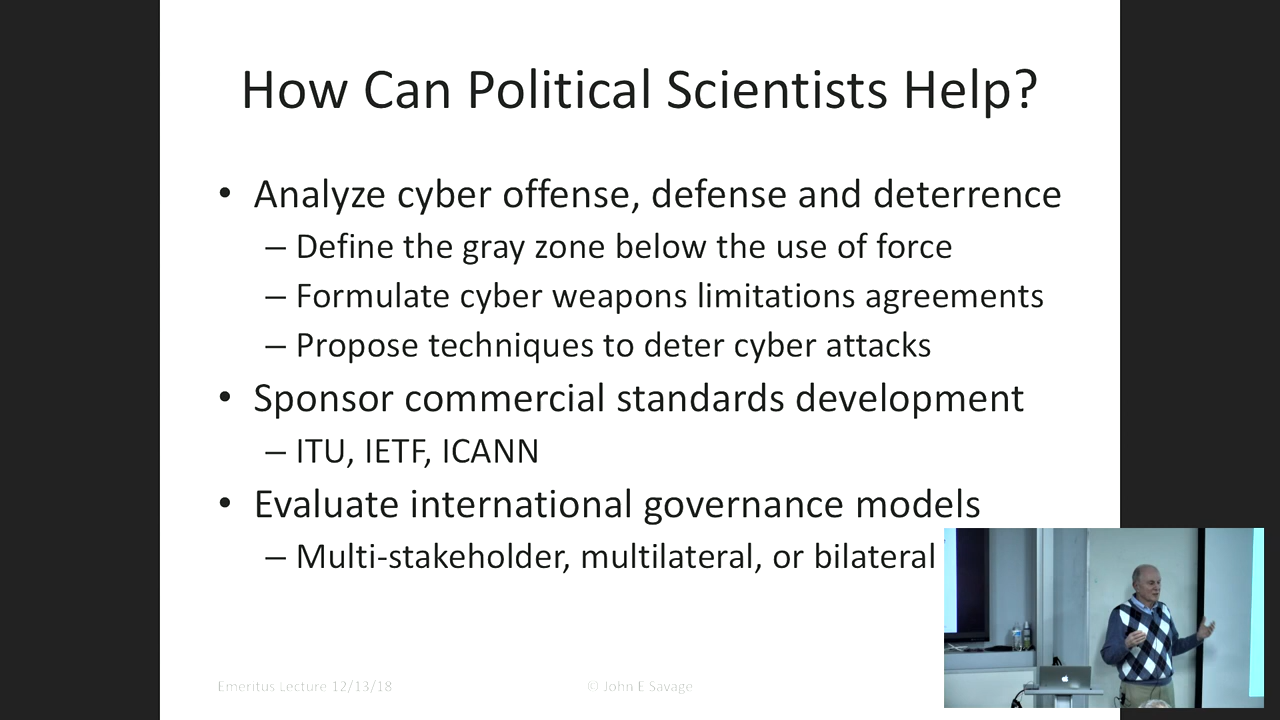 How Can Political Scientists Help?
• Analyze cyber offense, defense and deterrence
– Define the gray zone below the use of force
– Formulate cyber weapons limitations agreements
– Propose techniques to deter cyber attacks
• Sponsor commercial standards development
– ITU, IETF, ICANN
• Evaluate international governance models
– Multi-stakeholder, multilateral, or bilateral
Emeritus Lecture 12/13/18
© John E Savage